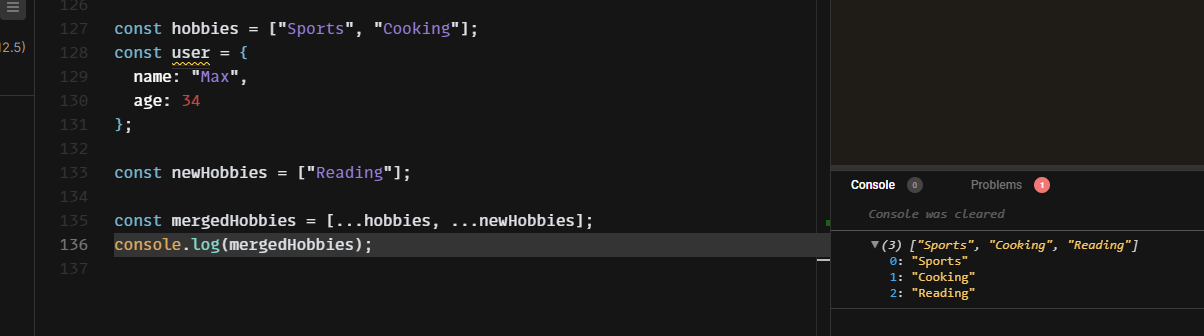 126
12.5)
127 const hobbies = ["Sports", "Cooking"];
128 const user = {
129 name: "Max",
130 age: 34
131 };
132
133 const newHobbies = ["Reading"];
134
135 const mergedHobbies = [...hobbies, ...newHobbies];
136 console.log(mergedHobbies);
137
Console 0 Problems 1
Console was cleared
▼(3) ["Sports", "Cooking", "Reading"]
0: "Sports"
1: "Cooking"
2: "Reading"